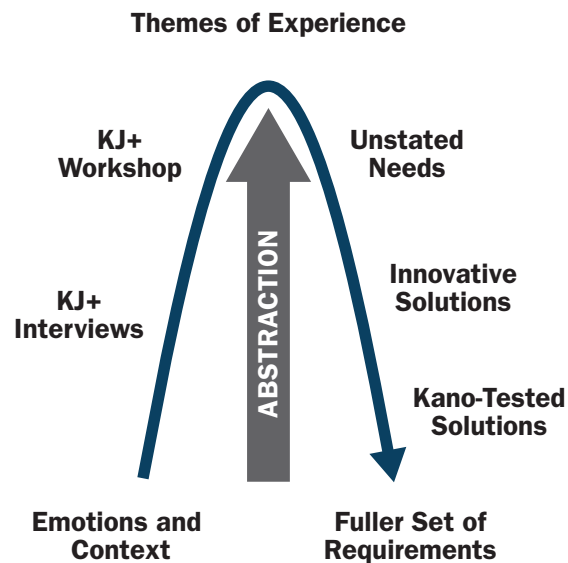 Themes of Experience
KJ+
Workshop
Unstated
Needs
KJ+
Interviews
ABSTRACTION
Innovative
Solutions
Kano-Tested
Solutions
Emotions and
Context
Fuller Set of
Requirements